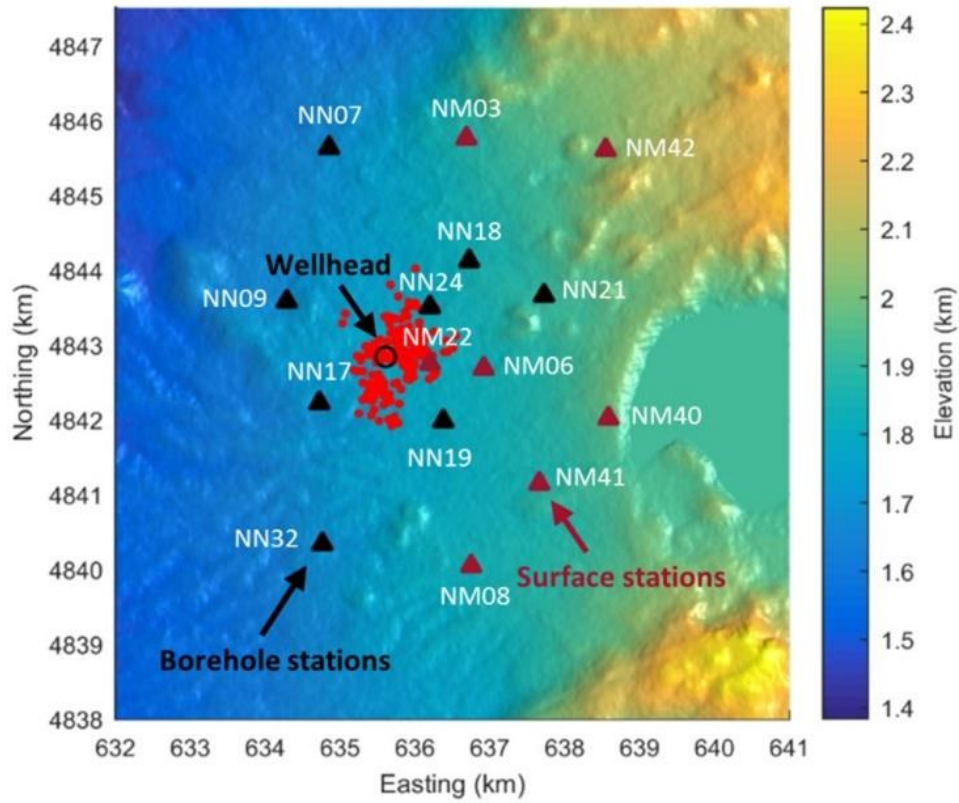 4847
4846
4845
4844
4843
4842
4841
4840
4839
4838
Northing (km)
632 633 634 635 636 637 638 639 640 641
Easting (km)
NN07
NM03
NM42
NN18
Wellhead
NN24
NN09
NN21
NM22
NN17
NM06
NM40
NN19
NM41
NN32
Surface stations
NM08
Borehole stations
2.4
2.3
2.2
2.1
2
1.9
1.8
1.7
1.6
1.5
1.4
Elevation (km)